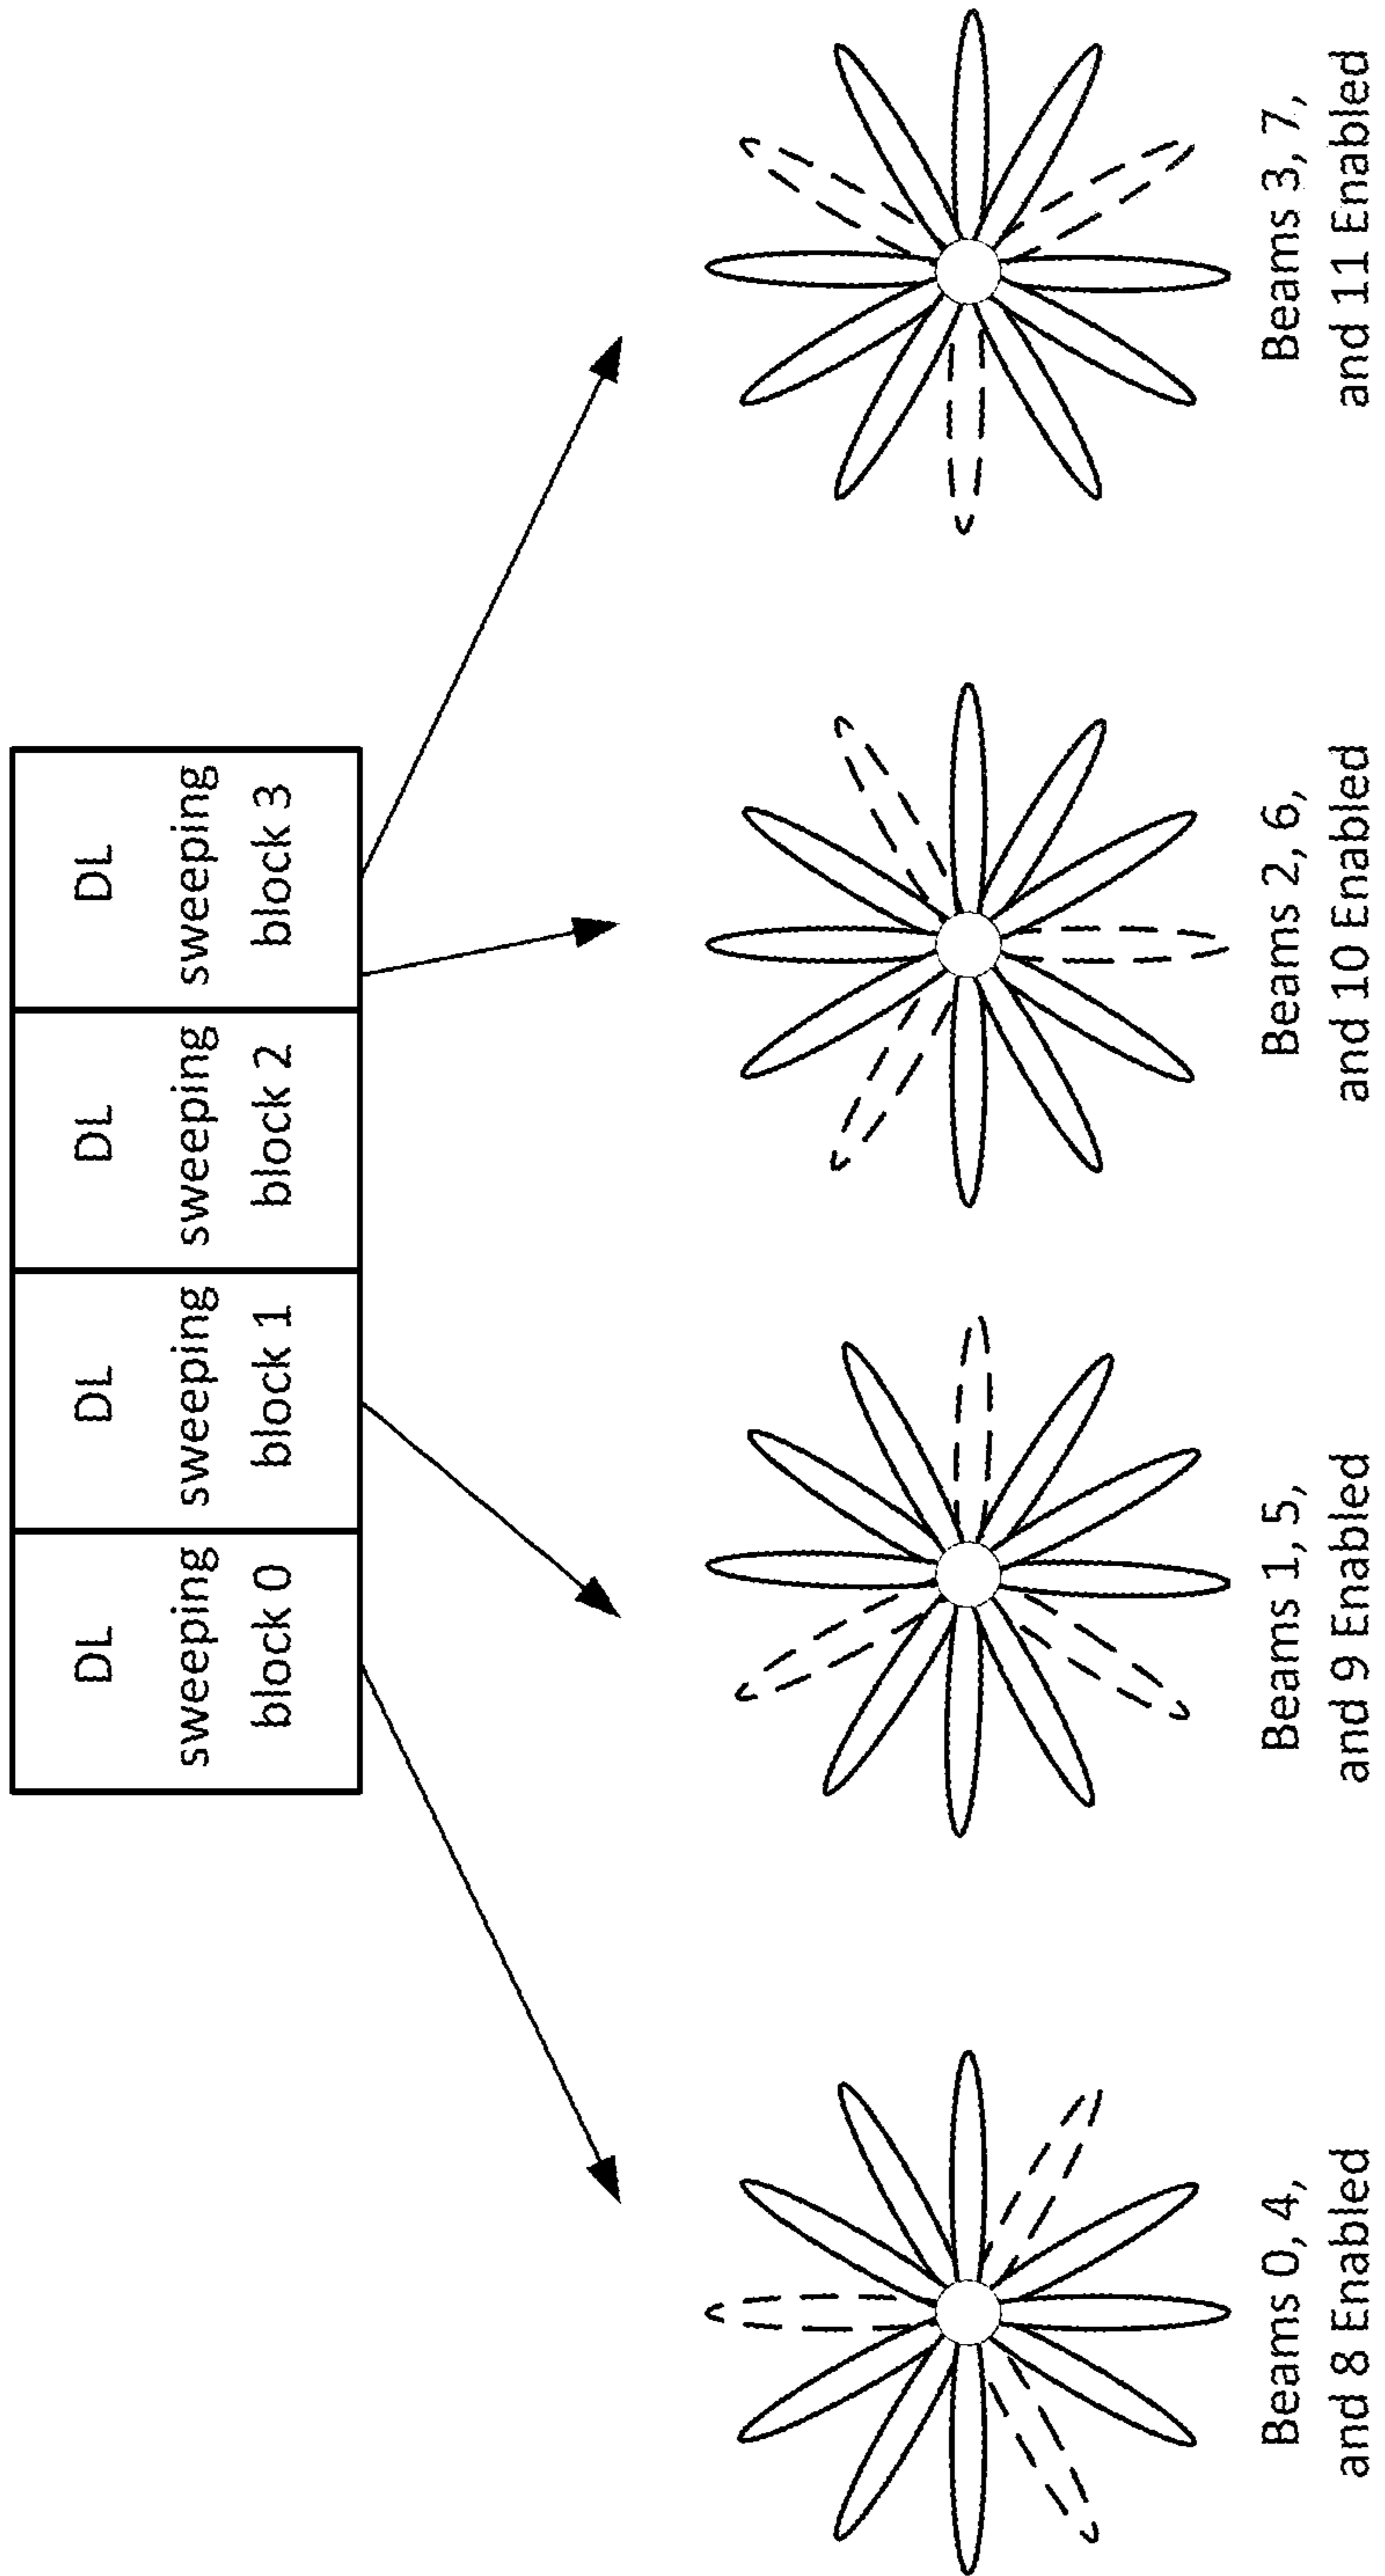 DL
sweeping
block 0
DL
sweeping
block 1
DL
sweeping
block 2
DL
sweeping
block 3
Beams 0, 4,
and 8 Enabled
Beams 1, 5,
and 9 Enabled
Beams 2, 6,
and 10 Enabled
Beams 3, 7,
and 11 Enabled